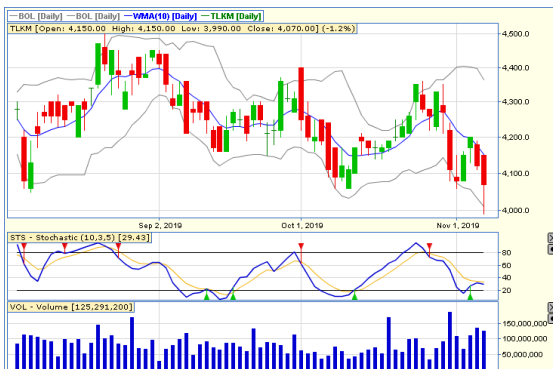 BOL [Daily] BOL [Daily] WMA(10) [Daily] TLKM [Daily]
TLKM [Open: 4,150.00 High: 4,150.00 Low: 3,990.00 Close: 4,070.00] (-1.2%)
4,500.0
4,400.0
4,300.0
4,200.0
4,100.0
4,000.0
Sep 2, 2019 Oct 1, 2019 Nov 1, 2019
STS - Stochastic (10,3,5) [29.43]
80
60
40
20
VOL - Volume [125,291,200]
150,000,000
100,000,000
50,000,000